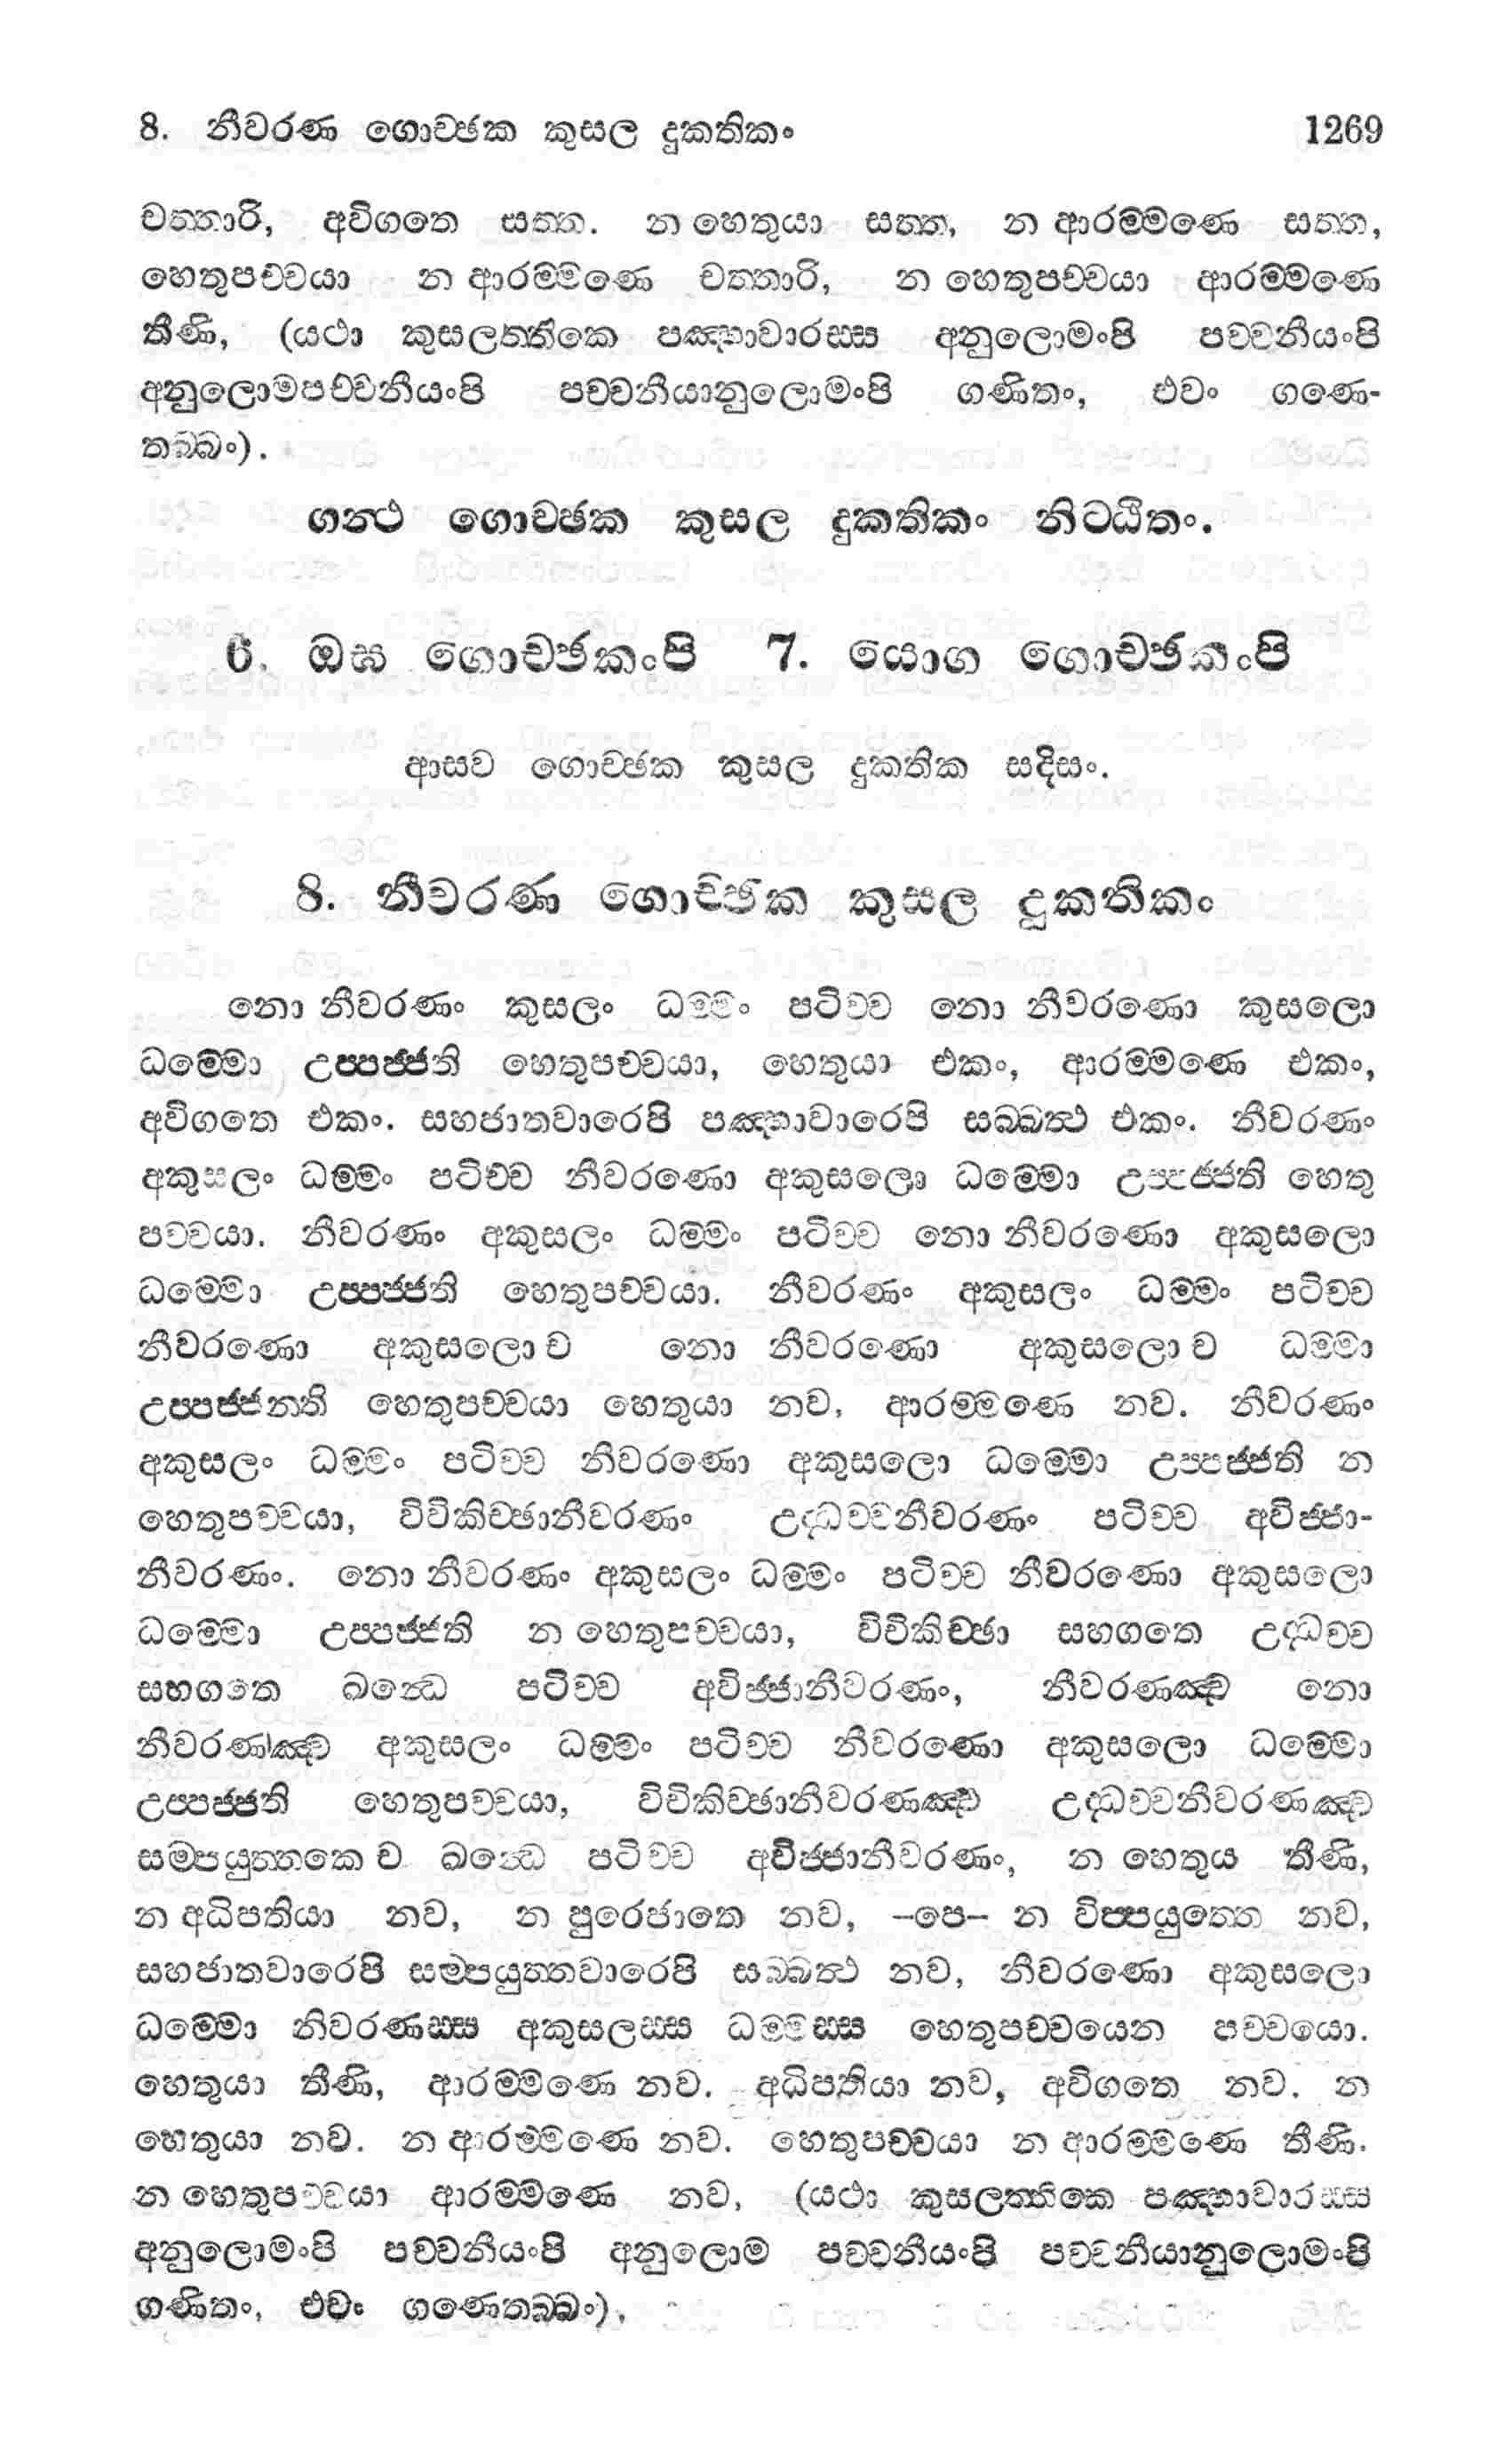 8. නීවරණ ගොච්ඡක කුසල දුකතිකං 1269
චත්තාරි, අවිගතෙ සත්ත. න හෙතුයා සත්ත, න ආරම්මණෙ සත්ත,
හෙතුපච්චයා න ආරම්මණෙ චත්තාරි, න හෙතුපච්චයා ආරම්මණෙ
තීණි, (යථා කුසලත්තිකෙ පඤ්හාවාරස්ස අනුලොමංපි පච්චනීයංපි
අනුලොමපච්චනීයංපි පච්චනීයානුලොමංපි ගණිතං, එවං ගණෙ-
තබ්බං).
ගන්ථ ගොච්ඡක කුසල දුකතිකං නිට්ඨිතං.
6. ඔඝ ගොච්ඡකංපි 7. යොග ගොච්ඡකංපි
ආසව ගොච්ඡක කුසල දුකතික සදිසං.
8. නීවරණ ගොච්ඡක කුසල දුකතිකං
නො නීවරණං කුසලං ධම්මං පටිච්ච නො නීවරණො කුසලො
ධම්මො උප්පජ්ජති හෙතුපච්චයා, හෙතුයා එකං, ආරම්මණෙ එකං,
අවිගතෙ එකං. සහජාතවාරෙපි පඤ්හාවාරෙපි සබ්බත්ථ එකං. නීවරණං
අකුසලං ධම්මං පටිච්ච නීවරණො අකුසලො ධම්මො උප්පජ්ජති හෙතු
පච්චයා. නීවරණං අකුසලං ධම්මං පටිච්ච නො නීවරණො අකුසලො
ධම්මො උප්පජ්ජති හෙතුපච්චයා. නීවරණං අකුසලං ධම්මං පටිච්ච
නීවරණො අකුසලො ච නො නීවරණො අකුසලො ච ධම්මා
උප්පජ්ජන්ති හෙතුපච්චයා හෙතුයා නව, ආරම්මණෙ නව. නීවරණං
අකුසලං ධම්මං පටිච්ච නීවරණො අකුසලො ධම්මො උප්පජ්ජති න
හෙතුපච්චයා, විචිකිච්ඡානීවරණං උද්ධච්චනීවරණං පටිච්ච අවිජ්ජා-
නීවරණං. නො නීවරණං අකුසලං ධම්මං පටිච්ච නීවරණො අකුසලො
ධම්මො උප්පජ්ජති න හෙතුපච්චයා, විචිකිච්ඡා සහගතෙ උද්ධච්ච
සහගතෙ ඛන්ධෙ පටිච්ච අවිජ්ජානීවරණං, නීවරණඤ්ච නො
නීවරණඤ්ච අකුසලං ධම්මං පටිච්ච නීවරණො අකුසලො ධම්මො
උප්පජ්ජති හෙතුපච්චයා, විචිකිච්ඡානීවරණඤ්ච උද්ධච්චනීවරණඤ්ච
සම්පයුත්තකෙ ච ඛන්ධෙ පටිච්ච අවිජ්ජානීවරණං, න හෙතුය තීණි,
න අධිපතියා නව, න පුරෙජාතෙ නව, –පෙ– න විප්පයුත්තෙ නව,
සහජාතවාරෙපි සම්පයුත්තවාරෙපි සබ්බත්ථ නව, නීවරණො අකුසලො
ධම්මො නිවරණස්ස අකුසලස්ස ධම්මස්ස හෙතුපච්චයෙන පච්චයො.
හෙතුයා තීණි, ආරම්මණෙ නව. අධිපතියා නව, අවිගතෙ නව. න
හෙතුයා නව. න ආරම්මණෙ නව. හෙතුපච්චයා න ආරම්මණෙ තීණි.
න හෙතුපච්චයා ආරම්මණෙ නව, (යථා කුසලත්තිකෙ පඤ්හාවාරස්ස
අනුලොමංපි පච්චනීයංපි අනුලොම පච්චනීයංපි පච්චනීයානුලොමංපි
ගණිතං, එවං ගණෙතබ්බං),